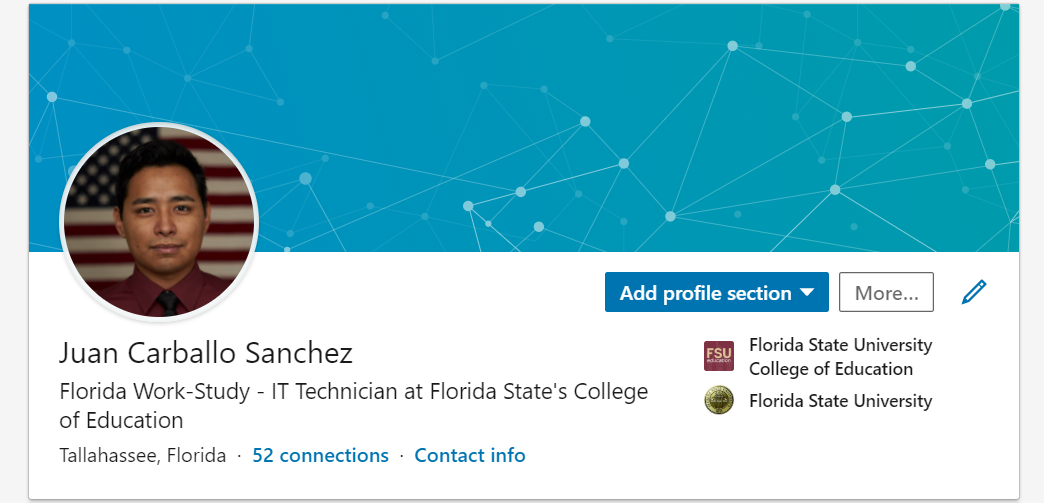 Add profile section
More...
Juan Carballo Sanchez
Florida Work-Study - IT Technician at Florida State's College
of Education
Tallahassee, Florida · 52 connections · Contact info
FSU
education
Florida State University
College of Education
Florida State University